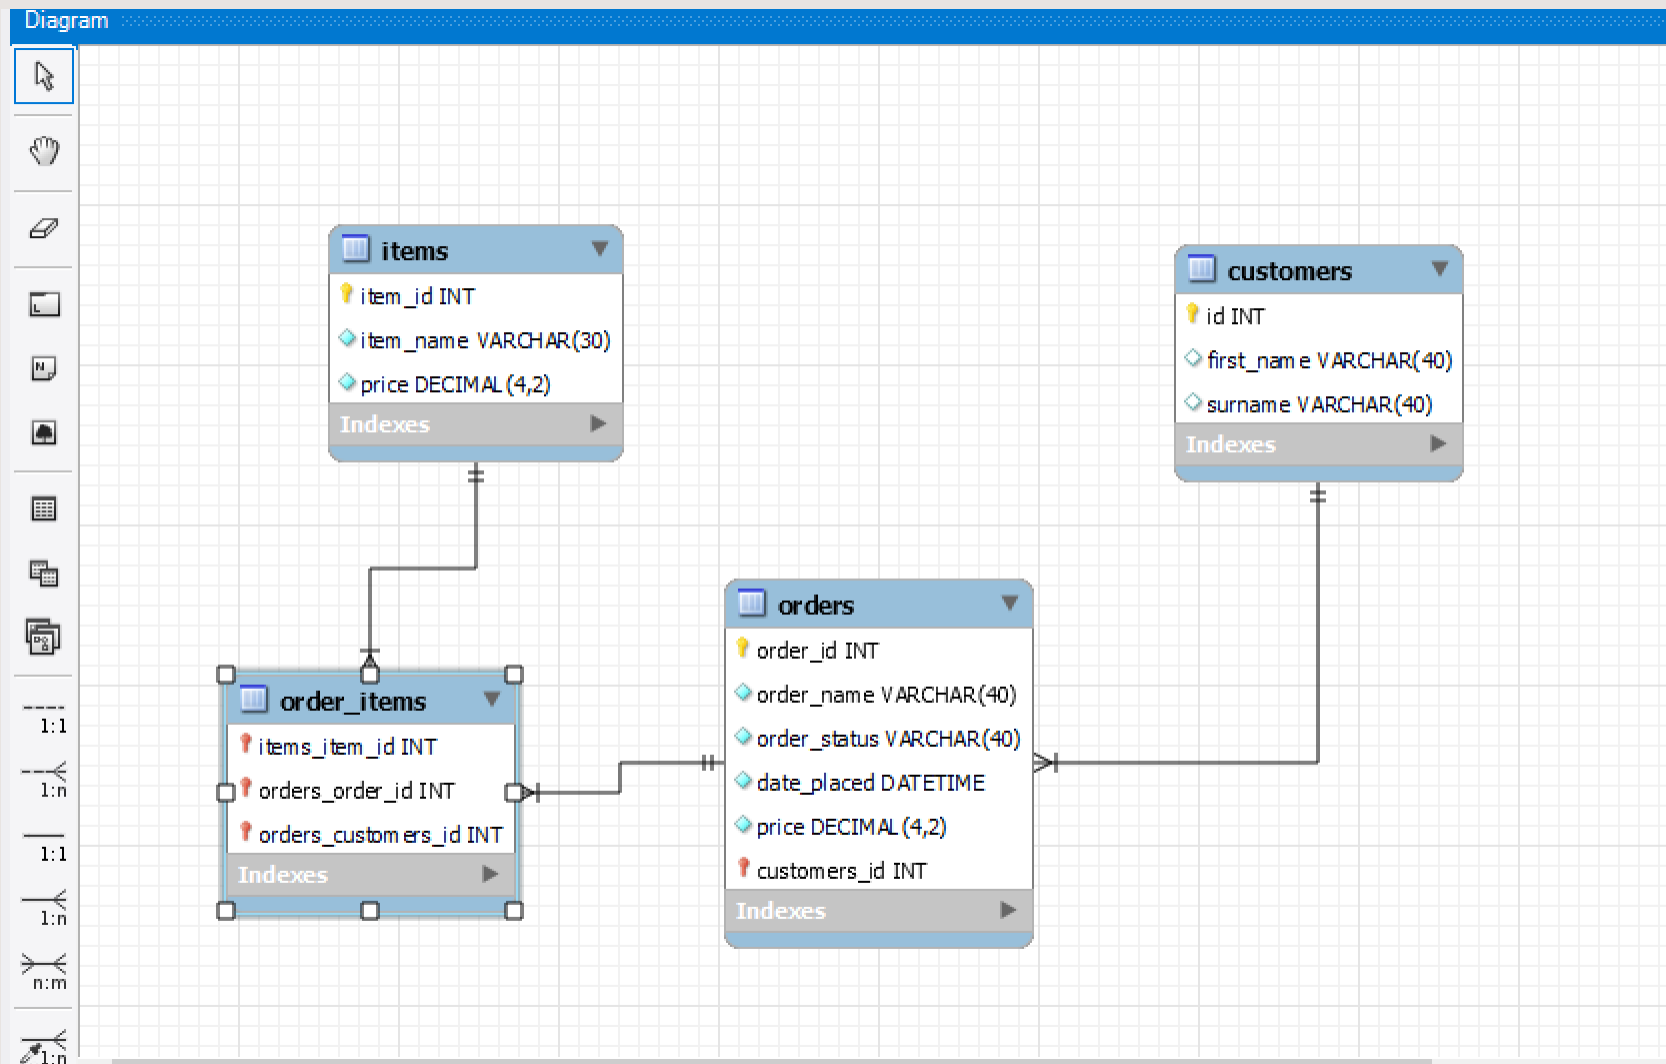 Diagram
items
item_id INT
item_name VARCHAR(30)
price DECIMAL(4,2)
Indexes
customers
id INT
first_name VARCHAR(40)
surname VARCHAR(40)
Indexes
orders
order_id INT
order_name VARCHAR(40)
order_status VARCHAR(40)
date_placed DATETIME
price DECIMAL(4,2)
customers_id INT
Indexes
order_items
items_item_id INT
orders_order_id INT
orders_customers_id INT
Indexes
1:1
1:n
1:1
1:n
n:m
1:n